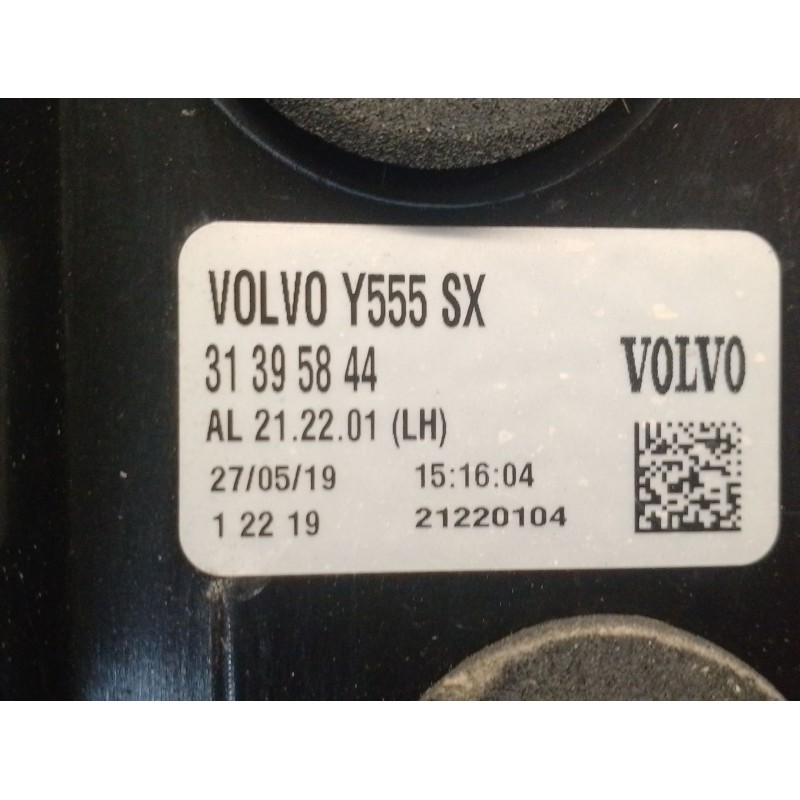 VOLVO Y555 SX
31 39 58 44
VOLVO
AL 21.22.01 (LH)
27/05/19 15:16:04
1 22 19 21220104